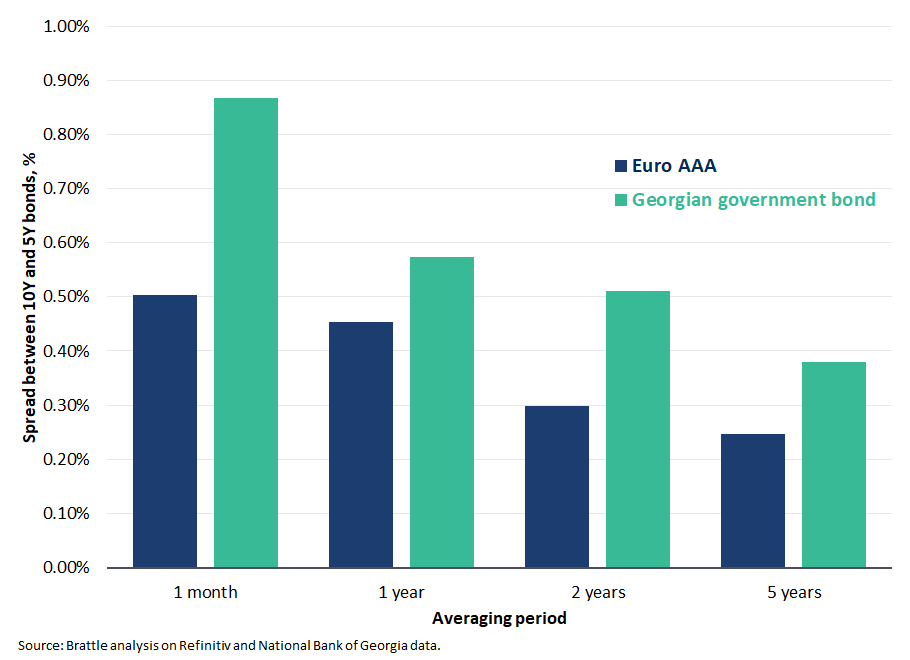 1.00%
0.90%
0.80%
0.70%
0.60%
0.50%
0.40%
0.30%
0.20%
0.10%
0.00%
Spread between 10Y and 5Y bonds, %
Euro AAA
Georgian government bond
1 month
1 year
2 years
5 years
Averaging period
Source: Brattle analysis on Refinitiv and National Bank of Georgia data.